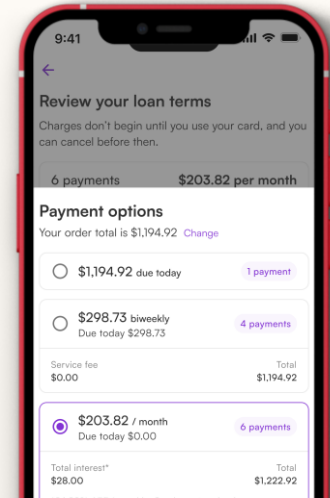 9:41
Review your loan terms
Charges don't begin until you use your card, and you
can cancel before then.
6 payments $203.82 per month
Payment options
Your order total is $1,194.92 Change
$1,194.92 due today 1 payment
$298.73 biweekly 4 payments
Due today $298.73
Service fee Total
$0.00 $1,194.92
$203.82 / month 6 payments
Due today $0.00
Total interest* Total
$28.00 $1,222.92